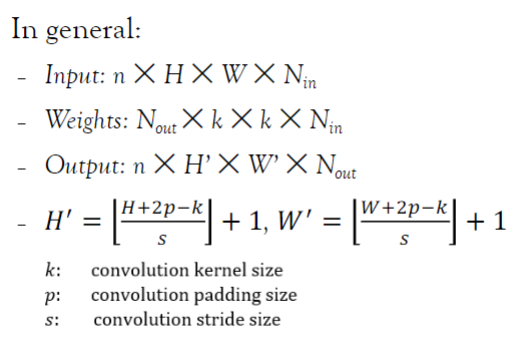 In general:
- Input: n × H × W × N_in
- Weights: N_out × k × k × N_in
- Output: n × H' × W' × N_out
- H' = ⌊(H+2p−k)/s⌋ + 1, W' = ⌊(W+2p−k)/s⌋ + 1
k: convolution kernel size
p: convolution padding size
s: convolution stride size